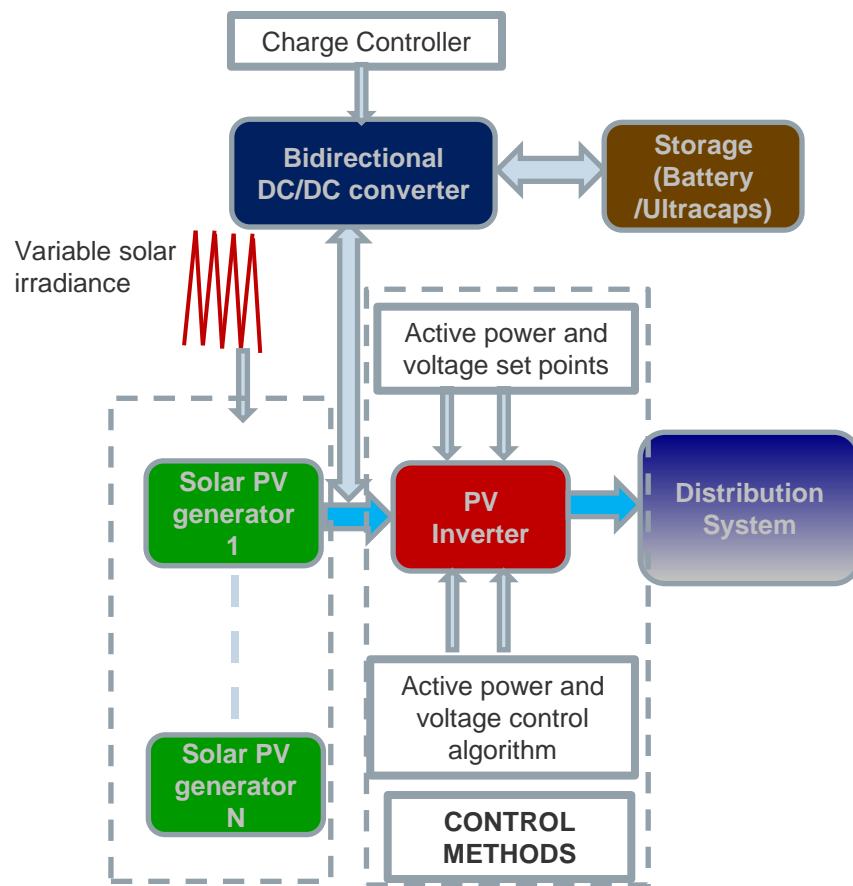 Charge Controller
Bidirectional
DC/DC converter
Storage
(Battery
/Ultracaps)
Variable solar
irradiance
Active power and
voltage set points
Solar PV
generator
1
PV
Inverter
Distribution
System
Active power and
voltage control
algorithm
Solar PV
generator
N
CONTROL
METHODS